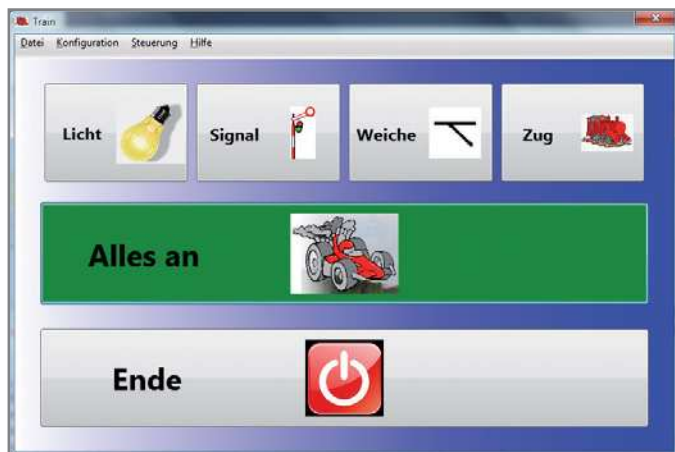 Train
Datei Konfiguration Steuerung Hilfe
Licht Signal Weiche Zug
Alles an
Ende